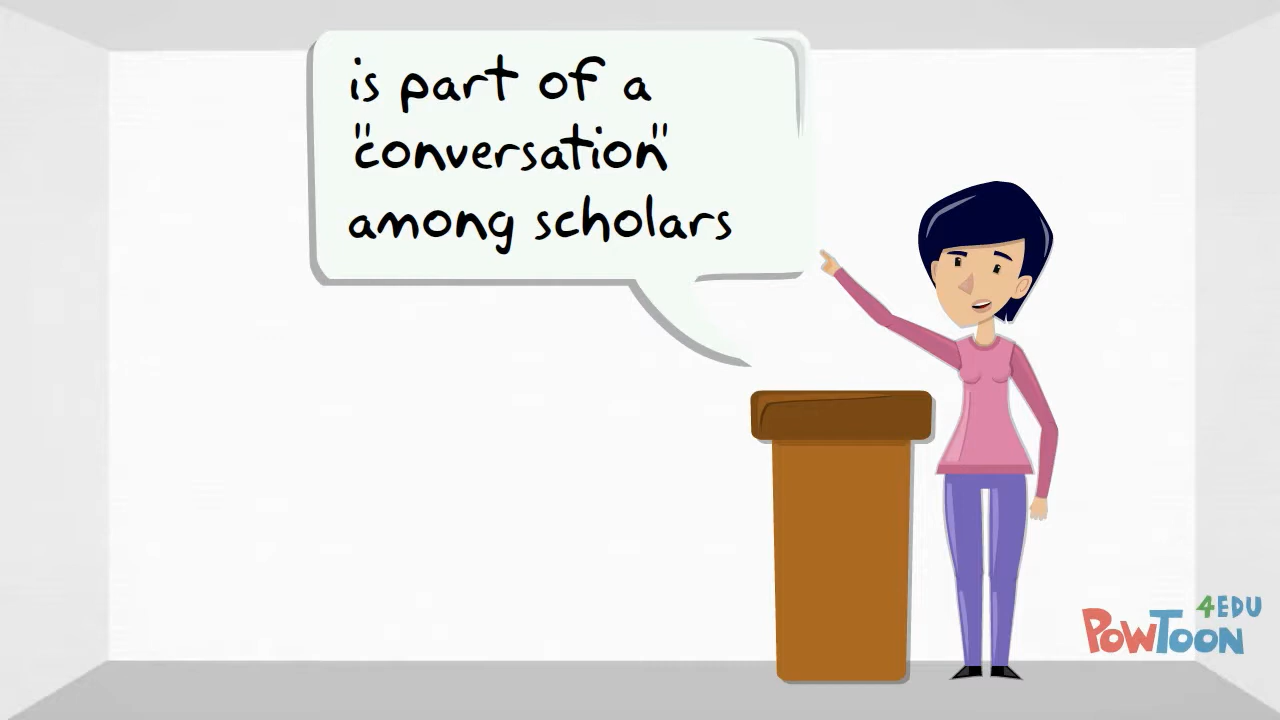 is part of a
"conversation"
among scholars
4EDU
POWTOON